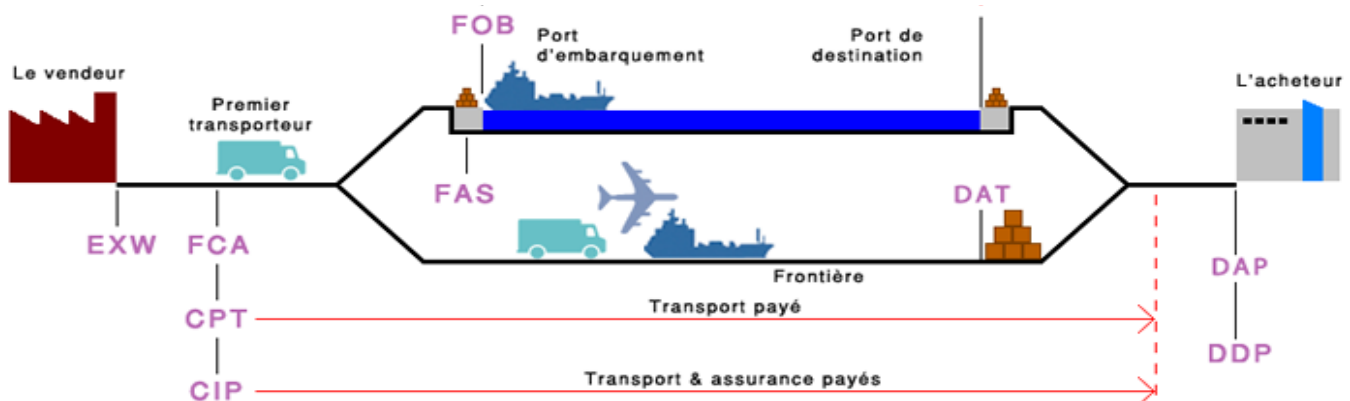 FOB
Port
d'embarquement
Port de
destination
Le vendeur
L'acheteur
Premier
transporteur
FAS
DAT
EXW
FCA
Frontière
DAP
CPT
Transport payé
DDP
CIP
Transport & assurance payés